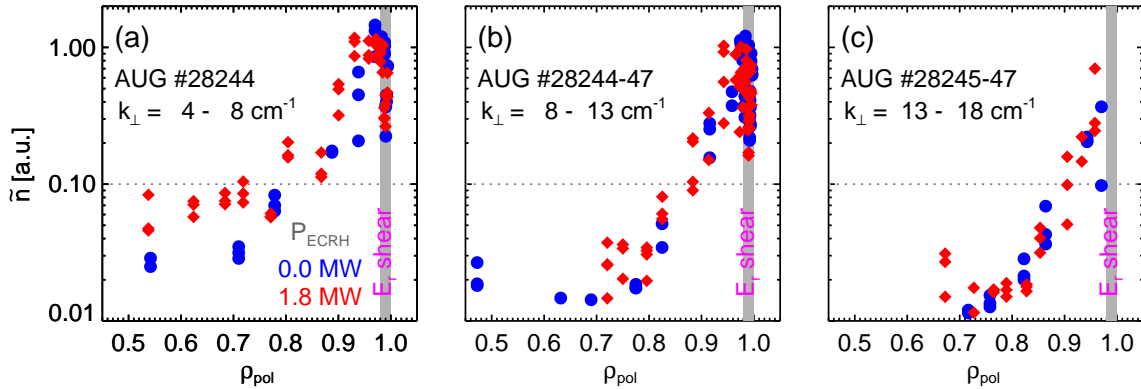 (a)
AUG #28244
k⊥ = 4 - 8 cm⁻¹
P_ECRH
0.0 MW
1.8 MW
E_r shear
ñ [a.u.]
1.00
0.10
0.01
0.5 0.6 0.7 0.8 0.9 1.0
ρ_pol
(b)
AUG #28244-47
k⊥ = 8 - 13 cm⁻¹
E_r shear
0.5 0.6 0.7 0.8 0.9 1.0
ρ_pol
(c)
AUG #28245-47
k⊥ = 13 - 18 cm⁻¹
E_r shear
0.5 0.6 0.7 0.8 0.9 1.0
ρ_pol